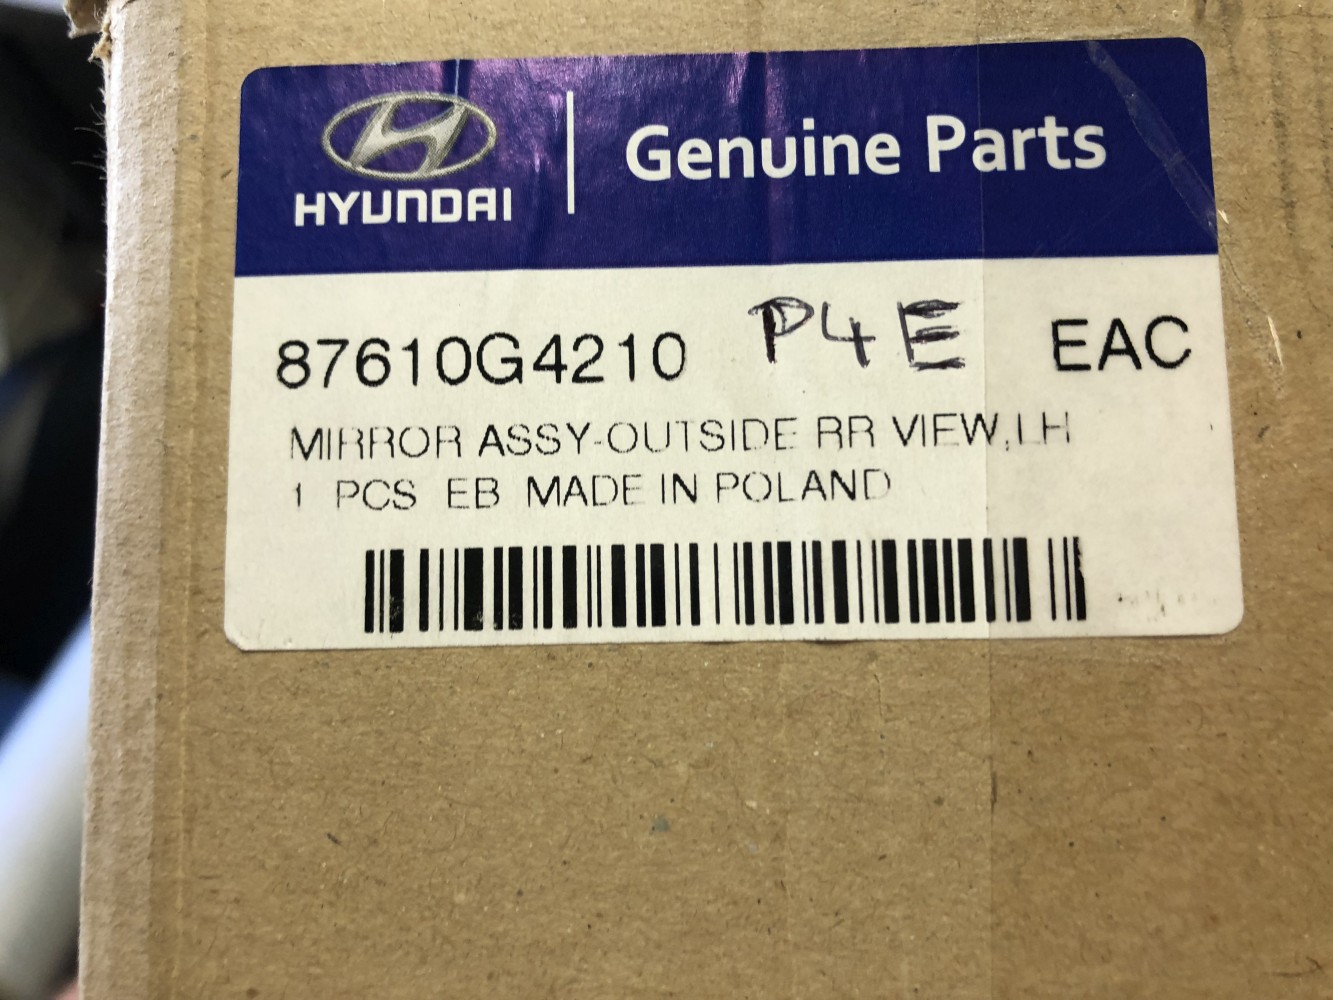 HYUNDAI
Genuine Parts
87610G4210 P4E EAC
MIRROR ASSY-OUTSIDE RR VIEW,LH
1 PCS EB MADE IN POLAND